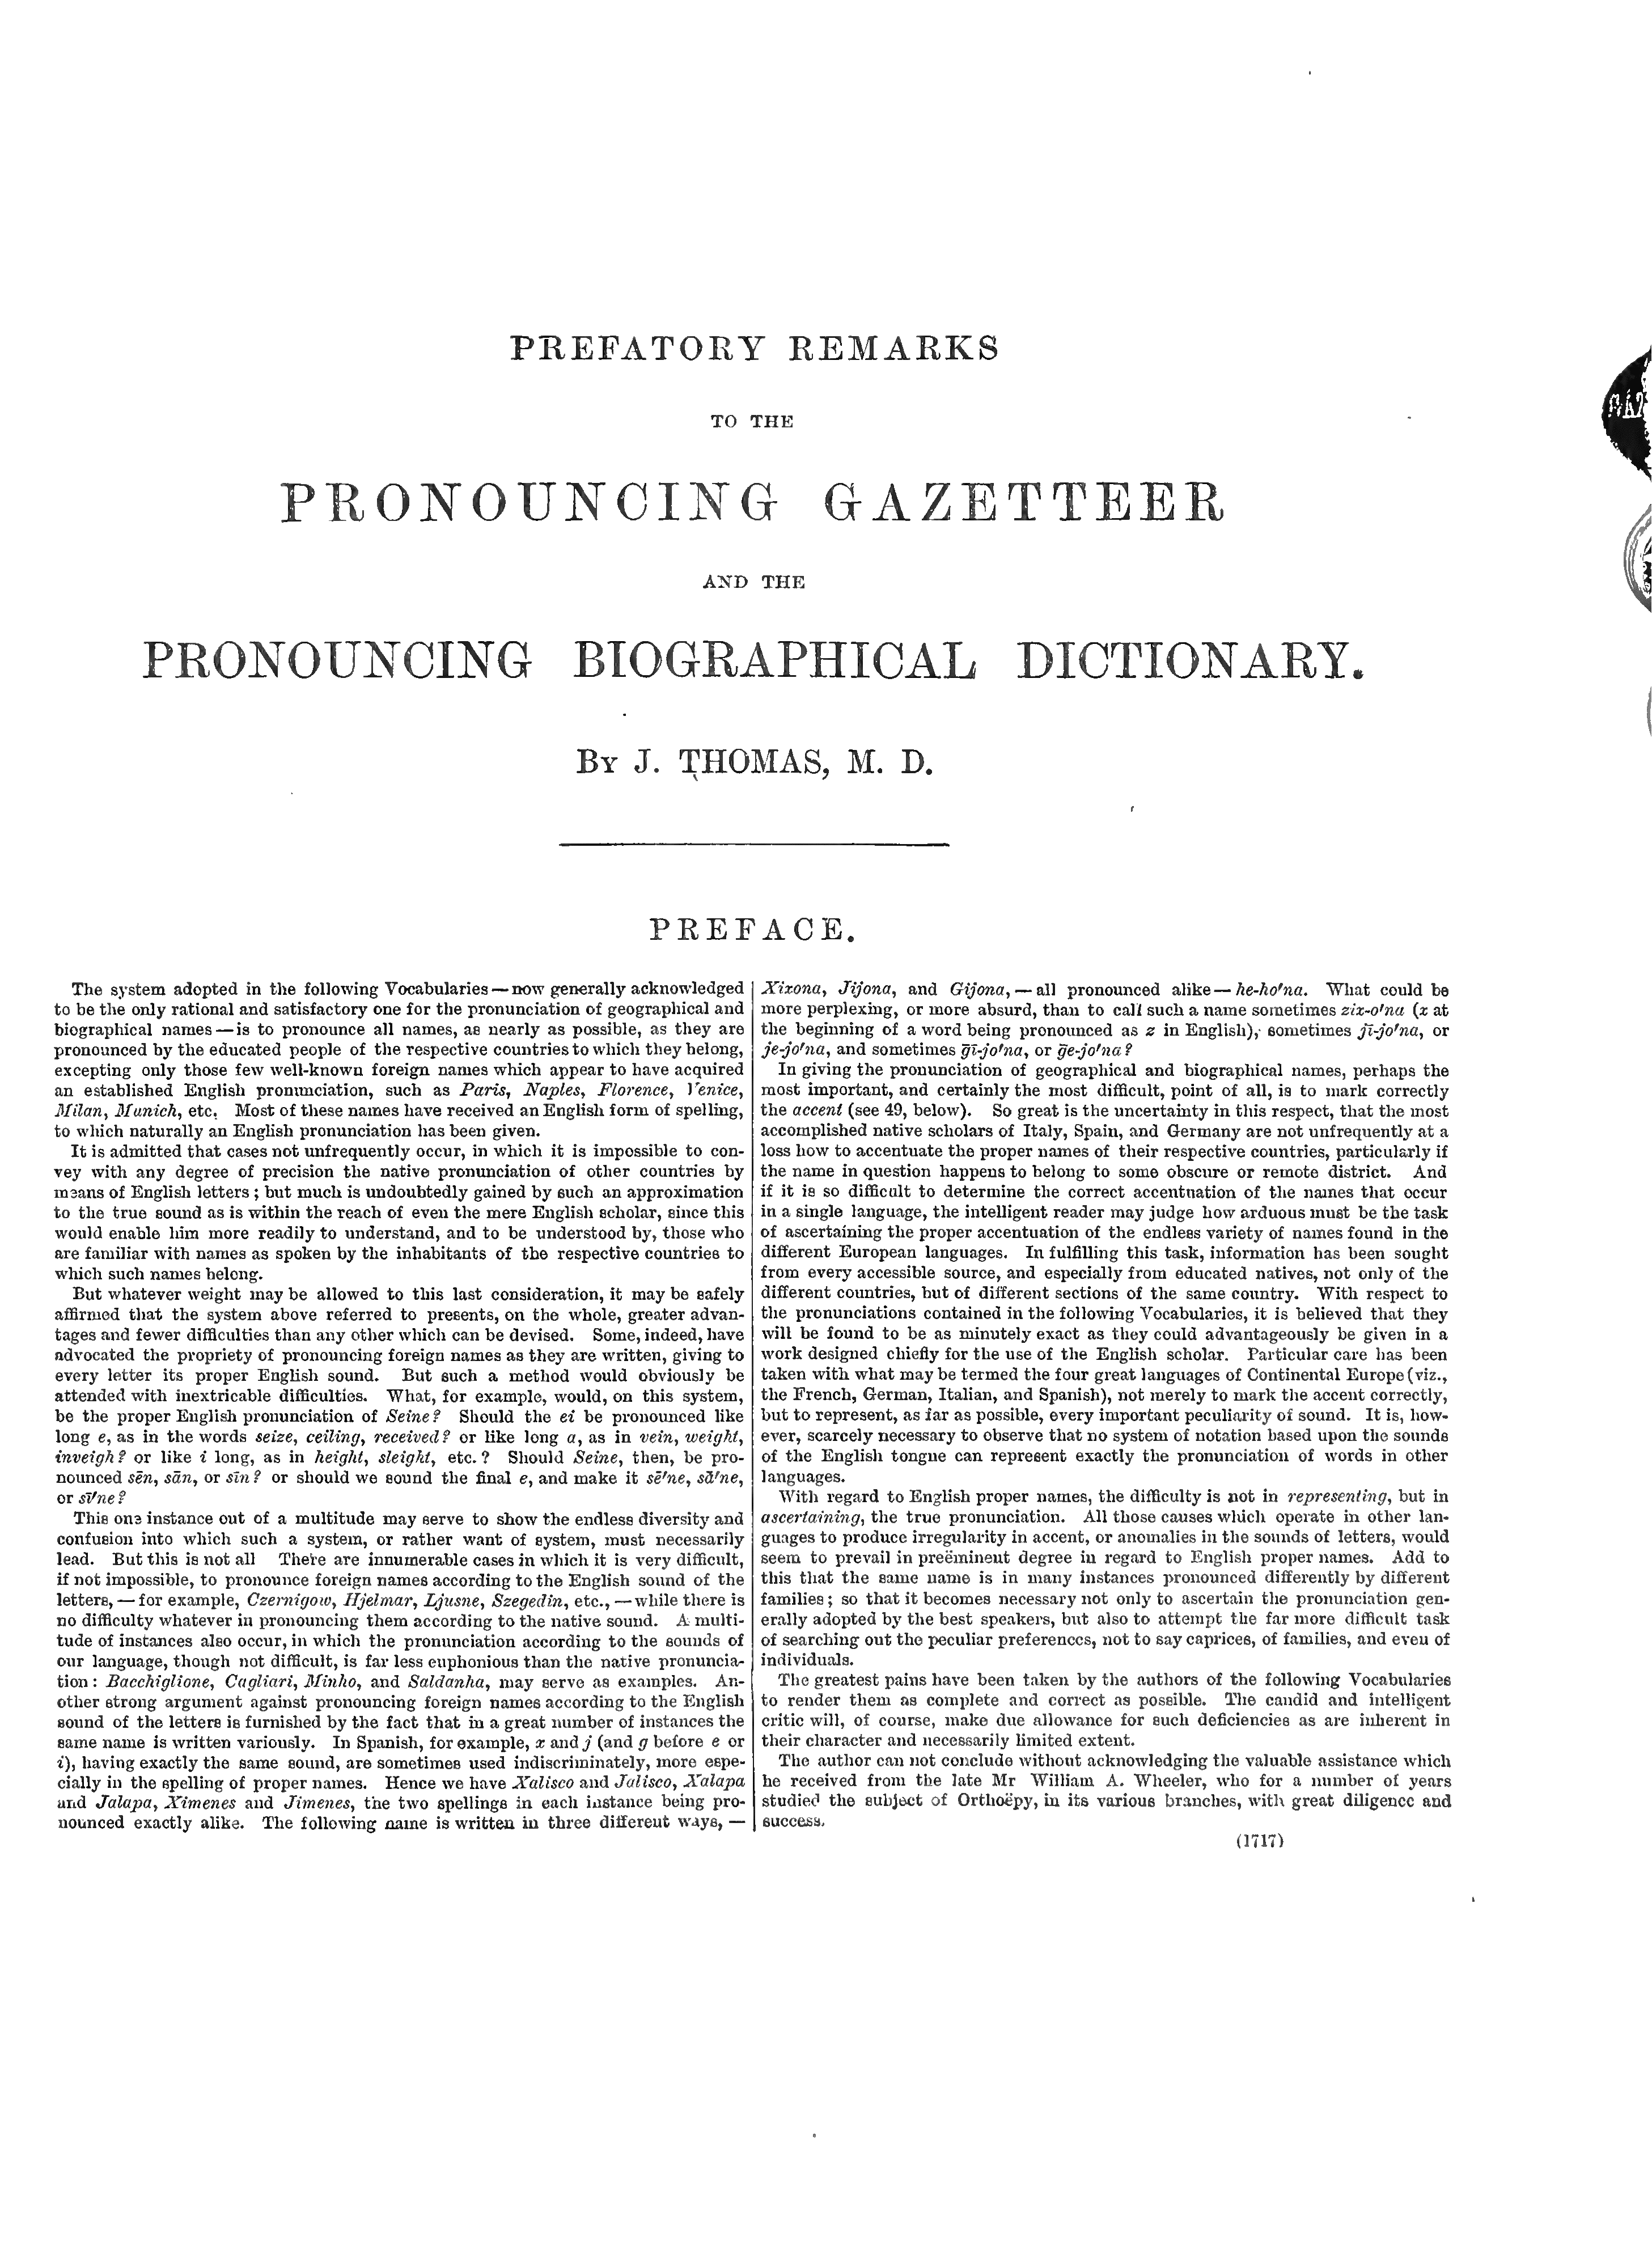 PREFATORY REMARKS
TO THE
PRONOUNCING GAZETTEER
AND THE
PRONOUNCING BIOGRAPHICAL DICTIONARY.
By J. THOMAS, M. D.
PREFACE.
The system adopted in the following Vocabularies — now generally acknowledged
to be the only rational and satisfactory one for the pronunciation of geographical and
biographical names — is to pronounce all names, as nearly as possible, as they are
pronounced by the educated people of the respective countries to which they belong,
excepting only those few well-known foreign names which appear to have acquired
an established English pronunciation, such as Paris, Naples, Florence, Venice,
Milan, Munich, etc. Most of these names have received an English form of spelling,
to which naturally an English pronunciation has been given.
It is admitted that cases not unfrequently occur, in which it is impossible to con-
vey with any degree of precision the native pronunciation of other countries by
means of English letters; but much is undoubtedly gained by such an approximation
to the true sound as is within the reach of even the mere English scholar, since this
would enable him more readily to understand, and to be understood by, those who
are familiar with names as spoken by the inhabitants of the respective countries to
which such names belong.
But whatever weight may be allowed to this last consideration, it may be safely
affirmed that the system above referred to presents, on the whole, greater advan-
tages and fewer difficulties than any other which can be devised. Some, indeed, have
advocated the propriety of pronouncing foreign names as they are written, giving to
every letter its proper English sound. But such a method would obviously be
attended with inextricable difficulties. What, for example, would, on this system,
be the proper English pronunciation of Seine? Should the ei be pronounced like
long e, as in the words seize, ceiling, received? or like long a, as in vein, weight,
inveigh? or like i long, as in height, sleight, etc.? Should Seine, then, be pro-
nounced sēn, sān, or sīn? or should we sound the final e, and make it sē'ne, sā'ne,
or sī'ne?
This one instance out of a multitude may serve to show the endless diversity and
confusion into which such a system, or rather want of system, must necessarily
lead. But this is not all There are innumerable cases in which it is very difficult,
if not impossible, to pronounce foreign names according to the English sound of the
letters, — for example, Czernigow, Hjelmar, Ljusne, Szegedin, etc., — while there is
no difficulty whatever in pronouncing them according to the native sound. A multi-
tude of instances also occur, in which the pronunciation according to the sounds of
our language, though not difficult, is far less euphonious than the native pronuncia-
tion: Bacchiglione, Cagliari, Minho, and Saldanha, may serve as examples. An-
other strong argument against pronouncing foreign names according to the English
sound of the letters is furnished by the fact that in a great number of instances the
same name is written variously. In Spanish, for example, x and j (and g before e or
i), having exactly the same sound, are sometimes used indiscriminately, more espe-
cially in the spelling of proper names. Hence we have Xalisco and Jalisco, Xalapa
and Jalapa, Ximenes and Jimenes, the two spellings in each instance being pro-
nounced exactly alike. The following name is written in three different ways, —
Xixona, Jijona, and Gijona, — all pronounced alike — he-ho'na. What could be
more perplexing, or more absurd, than to call such a name sometimes zix-o'na (x at
the beginning of a word being pronounced as z in English), sometimes jī-jo'na, or
je-jo'na, and sometimes ḡī-jo'na, or ḡe-jo'na?
In giving the pronunciation of geographical and biographical names, perhaps the
most important, and certainly the most difficult, point of all, is to mark correctly
the accent (see 49, below). So great is the uncertainty in this respect, that the most
accomplished native scholars of Italy, Spain, and Germany are not unfrequently at a
loss how to accentuate the proper names of their respective countries, particularly if
the name in question happens to belong to some obscure or remote district. And
if it is so difficult to determine the correct accentuation of the names that occur
in a single language, the intelligent reader may judge how arduous must be the task
of ascertaining the proper accentuation of the endless variety of names found in the
different European languages. In fulfilling this task, information has been sought
from every accessible source, and especially from educated natives, not only of the
different countries, but of different sections of the same country. With respect to
the pronunciations contained in the following Vocabularies, it is believed that they
will be found to be as minutely exact as they could advantageously be given in a
work designed chiefly for the use of the English scholar. Particular care has been
taken with what may be termed the four great languages of Continental Europe (viz.,
the French, German, Italian, and Spanish), not merely to mark the accent correctly,
but to represent, as far as possible, every important peculiarity of sound. It is, how-
ever, scarcely necessary to observe that no system of notation based upon the sounds
of the English tongue can represent exactly the pronunciation of words in other
languages.
With regard to English proper names, the difficulty is not in representing, but in
ascertaining, the true pronunciation. All those causes which operate in other lan-
guages to produce irregularity in accent, or anomalies in the sounds of letters, would
seem to prevail in preëminent degree in regard to English proper names. Add to
this that the same name is in many instances pronounced differently by different
families; so that it becomes necessary not only to ascertain the pronunciation gen-
erally adopted by the best speakers, but also to attempt the far more difficult task
of searching out the peculiar preferences, not to say caprices, of families, and even of
individuals.
The greatest pains have been taken by the authors of the following Vocabularies
to render them as complete and correct as possible. The candid and intelligent
critic will, of course, make due allowance for such deficiencies as are inherent in
their character and necessarily limited extent.
The author can not conclude without acknowledging the valuable assistance which
he received from the late Mr William A. Wheeler, who for a number of years
studied the subject of Orthoëpy, in its various branches, with great diligence and
success.
(1717)